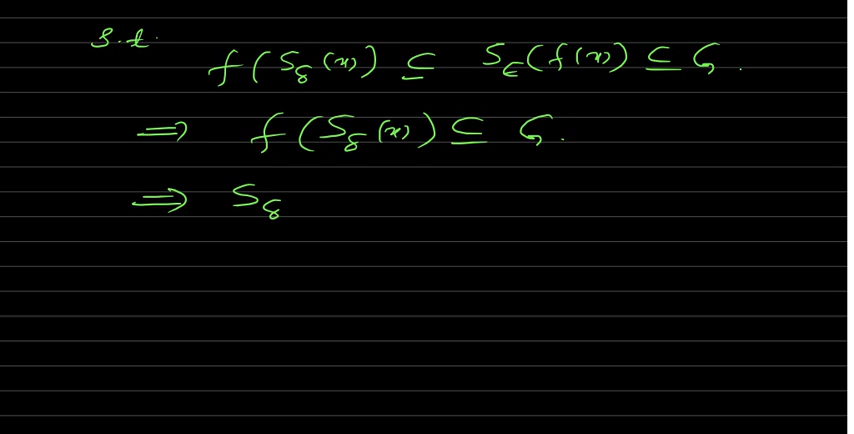 s.t.
f(S_δ(x)) ⊆ S_ε(f(x)) ⊆ G.
⟹ f(S_δ(x)) ⊆ G.
⟹ S_δ